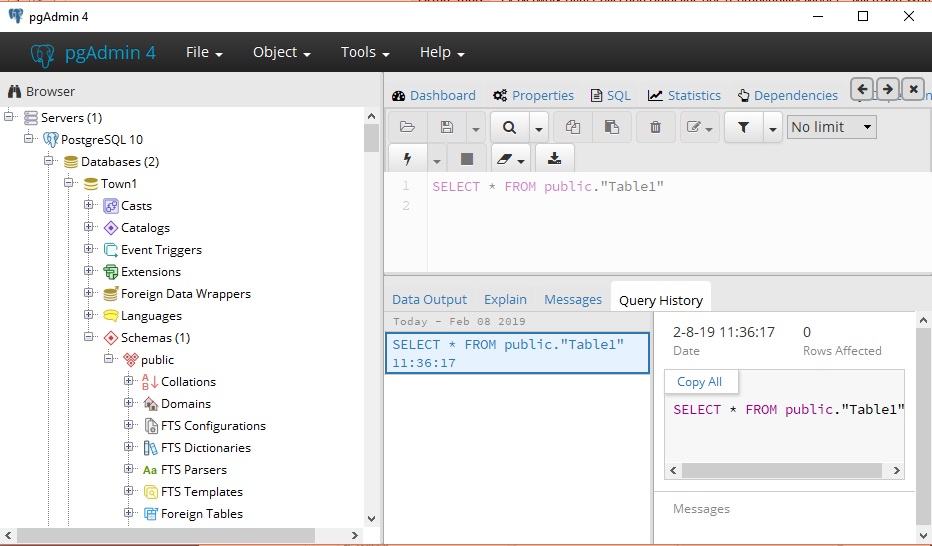 pgAdmin 4
pgAdmin 4 File Object Tools Help
Browser
Servers (1)
PostgreSQL 10
Databases (2)
Town1
Casts
Catalogs
Event Triggers
Extensions
Foreign Data Wrappers
Languages
Schemas (1)
public
Collations
Domains
FTS Configurations
FTS Dictionaries
Aa FTS Parsers
FTS Templates
Foreign Tables
Dashboard Properties SQL Statistics Dependencies
No limit
1 SELECT * FROM public."Table1"
2
Data Output Explain Messages Query History
Today - Feb 08 2019
SELECT * FROM public."Table1"
11:36:17
2-8-19 11:36:17 0
Date Rows Affected
Copy All
SELECT * FROM public."Table1"
Messages